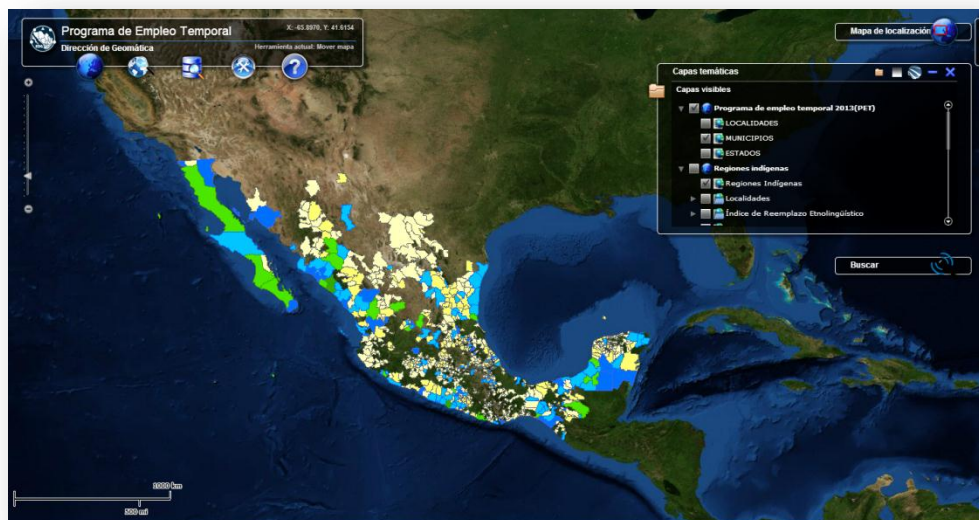 Programa de Empleo Temporal
X: -65.8970, Y: 41.6154
Dirección de Geomática
Herramienta actual: Mover mapa
?
Mapa de localización
Capas temáticas
Capas visibles
Programa de empleo temporal 2013(PET)
LOCALIDADES
MUNICIPIOS
ESTADOS
Regiones indígenas
Regiones Indígenas
Localidades
Índice de Reemplazo Etnolingüístico
Buscar
1000 km
500 mi